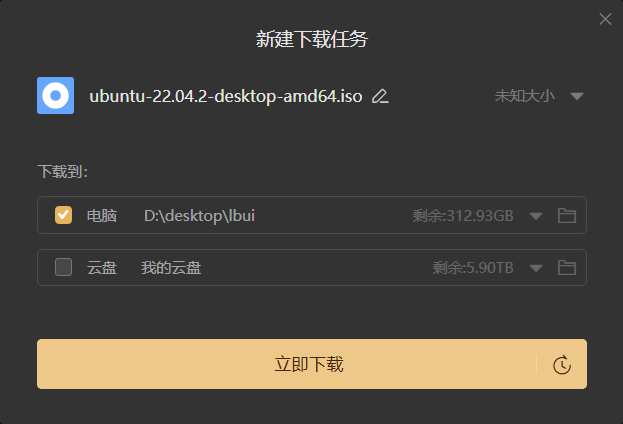 新建下载任务
ubuntu-22.04.2-desktop-amd64.iso 未知大小
下载到:
电脑 D:\desktop\lbui 剩余:312.93GB
云盘 我的云盘 剩余:5.90TB
立即下载